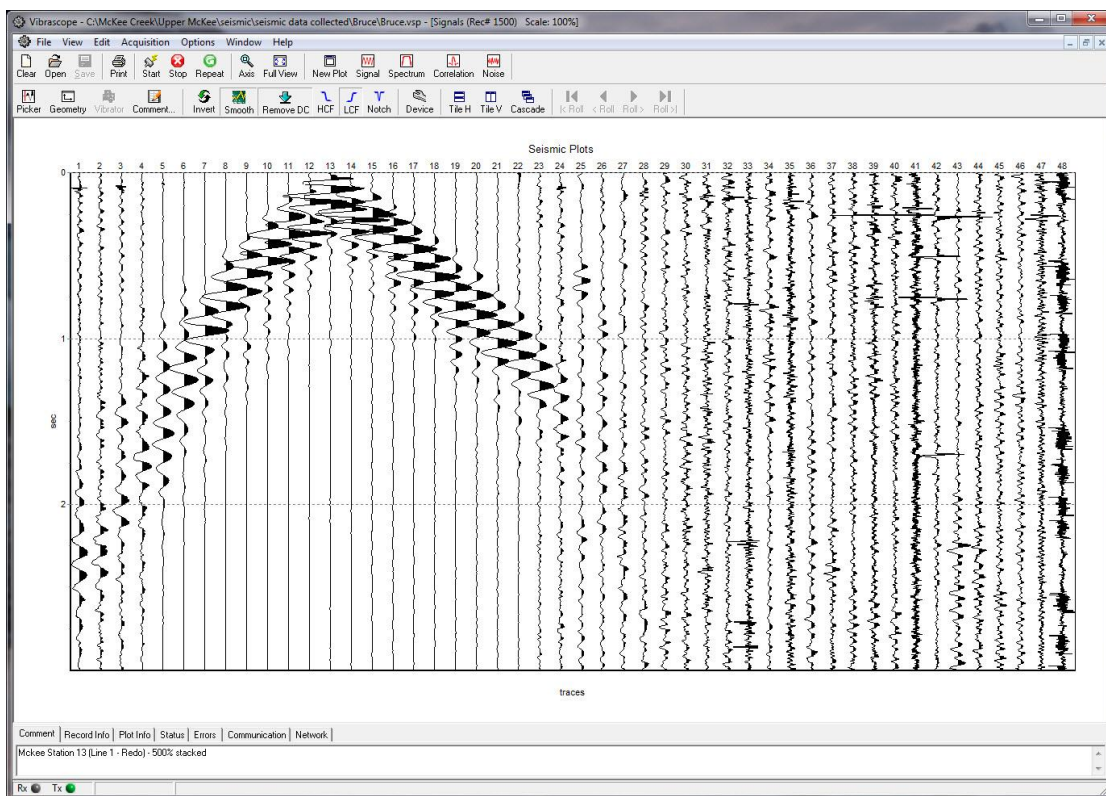 Vibrascope - C:\McKee Creek\Upper McKee\seismic\seismic data collected\Bruce\Bruce.vsp - [Signals (Rec# 1500) Scale: 100%]
File View Edit Acquisition Options Window Help
Clear Open Save Print Start Stop Repeat Axis Full View New Plot Signal Spectrum Correlation Noise
Picker Geometry Vibrator Comment... Invert Smooth Remove DC HCF LCF Notch Device Tile H Tile V Cascade |< Roll < Roll Roll > Roll >|
Seismic Plots
1 2 3 4 5 6 7 8 9 10 11 12 13 14 15 16 17 18 19 20 21 22 23 24 25 26 27 28 29 30 31 32 33 34 35 36 37 38 39 40 41 42 43 44 45 46 47 48
0
1
sec
2
traces
Comment Record Info Plot Info Status Errors Communication Network
Mckee Station 13 (Line 1 - Redo) - 500% stacked
Rx Tx